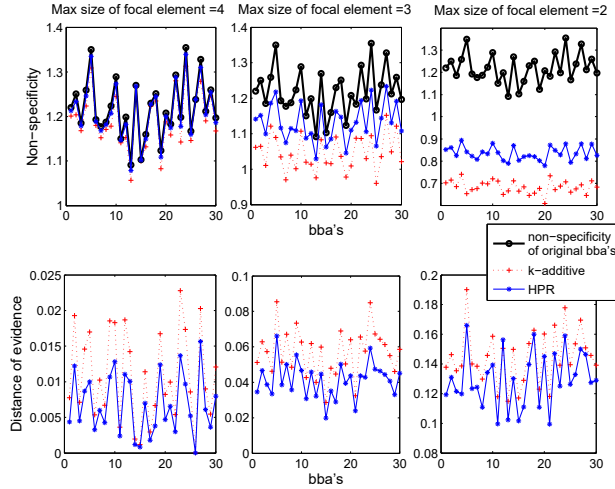 Max size of focal element =4
Max size of focal element =3
Max size of focal element =2
Non−specificity
1.4
1.3
1.2
1.1
1
0 10 20 30
1.4
1.3
1.2
1.1
1
0.9
0 10 20 30
bba's
1.3
1.2
1.1
1
0.9
0.8
0.7
0 10 20 30
non−specificity
of original bba's
k−additive
HPR
Distance of evidence
0.025
0.02
0.015
0.01
0.005
0
0 10 20 30
0.1
0.08
0.06
0.04
0.02
0
0 10 20 30
bba's
0.2
0.18
0.16
0.14
0.12
0.1
0.08
0 10 20 30